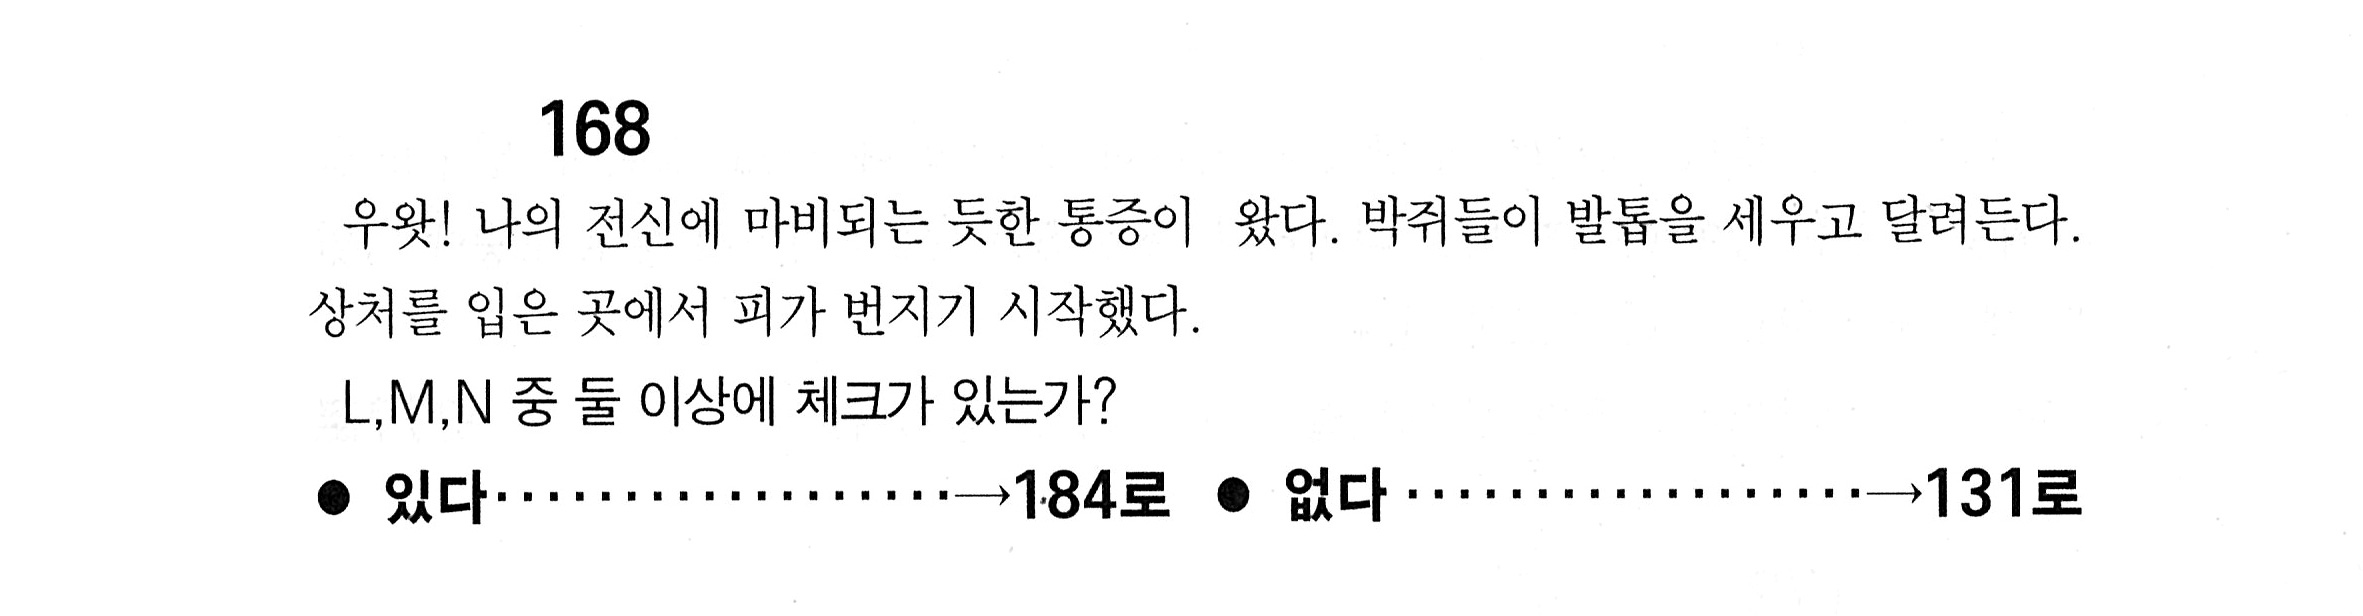 168
우왓! 나의 전신에 마비되는 듯한 통증이 왔다. 박쥐들이 발톱을 세우고 달려든다.
상처를 입은 곳에서 피가 번지기 시작했다.
L,M,N 중 둘 이상에 체크가 있는가?
● 있다··················→184로 ● 없다··················→131로